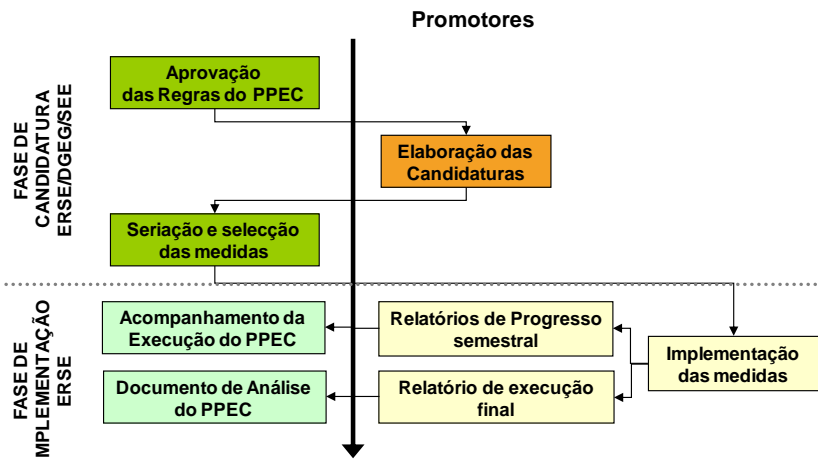 Promotores
FASE DE
CANDIDATURA
ERSE/DGEG/SEE
Aprovação
das Regras do PPEC
Elaboração das
Candidaturas
Seriação e selecção
das medidas
FASE DE
MPLEMENTAÇÃO
ERSE
Acompanhamento da
Execução do PPEC
Relatórios de Progresso
semestral
Implementação
das medidas
Documento de Análise
do PPEC
Relatório de execução
final